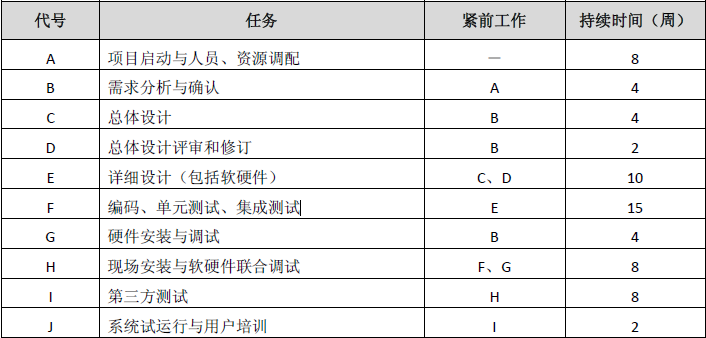 代号 任务 紧前工作 持续时间（周）
A 项目启动与人员、资源调配 — 8
B 需求分析与确认 A 4
C 总体设计 B 4
D 总体设计评审和修订 B 2
E 详细设计（包括软硬件） C、D 10
F 编码、单元测试、集成测试 E 15
G 硬件安装与调试 B 4
H 现场安装与软硬件联合调试 F、G 8
I 第三方测试 H 8
J 系统试运行与用户培训 I 2